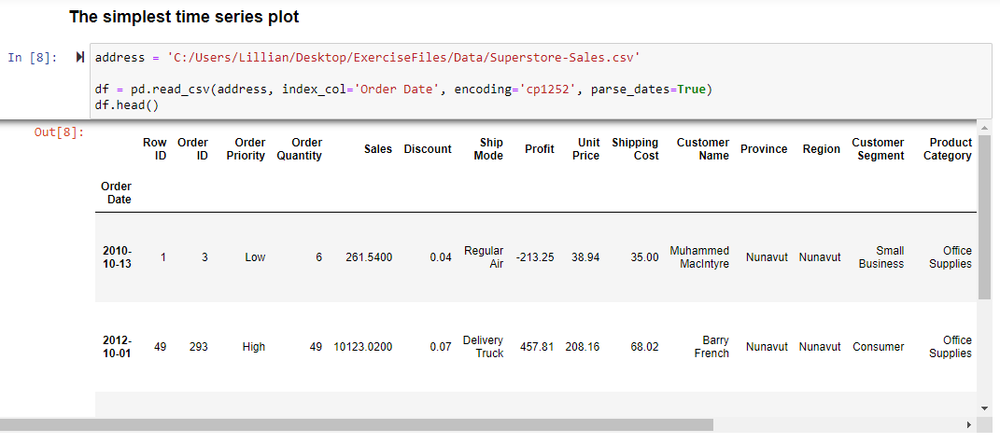 The simplest time series plot
In [8]:
address = 'C:/Users/Lillian/Desktop/ExerciseFiles/Data/Superstore-Sales.csv'
df = pd.read_csv(address, index_col='Order Date', encoding='cp1252', parse_dates=True)
df.head()
Out[8]:
Row ID Order ID Order Priority Order Quantity Sales Discount Ship Mode Profit Unit Price Shipping Cost Customer Name Province Region Customer Segment Product Category
Order Date
2010-10-13 1 3 Low 6 261.5400 0.04 Regular Air -213.25 38.94 35.00 Muhammed MacIntyre Nunavut Nunavut Small Business Office Supplies
2012-10-01 49 293 High 49 10123.0200 0.07 Delivery Truck 457.81 208.16 68.02 Barry French Nunavut Nunavut Consumer Office Supplies